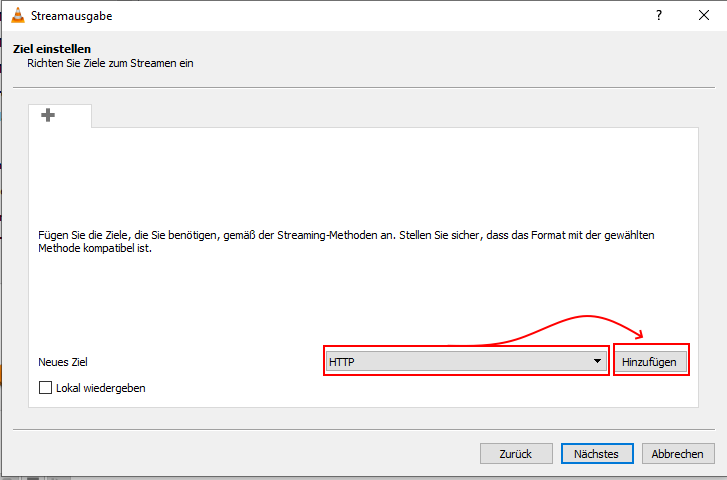 Streamausgabe
Ziel einstellen
Richten Sie Ziele zum Streamen ein
Fügen Sie die Ziele, die Sie benötigen, gemäß der Streaming-Methoden an. Stellen Sie sicher, dass das Format mit der gewählten
Methode kompatibel ist.
Neues Ziel HTTP Hinzufügen
Lokal wiedergeben
Zurück Nächstes Abbrechen